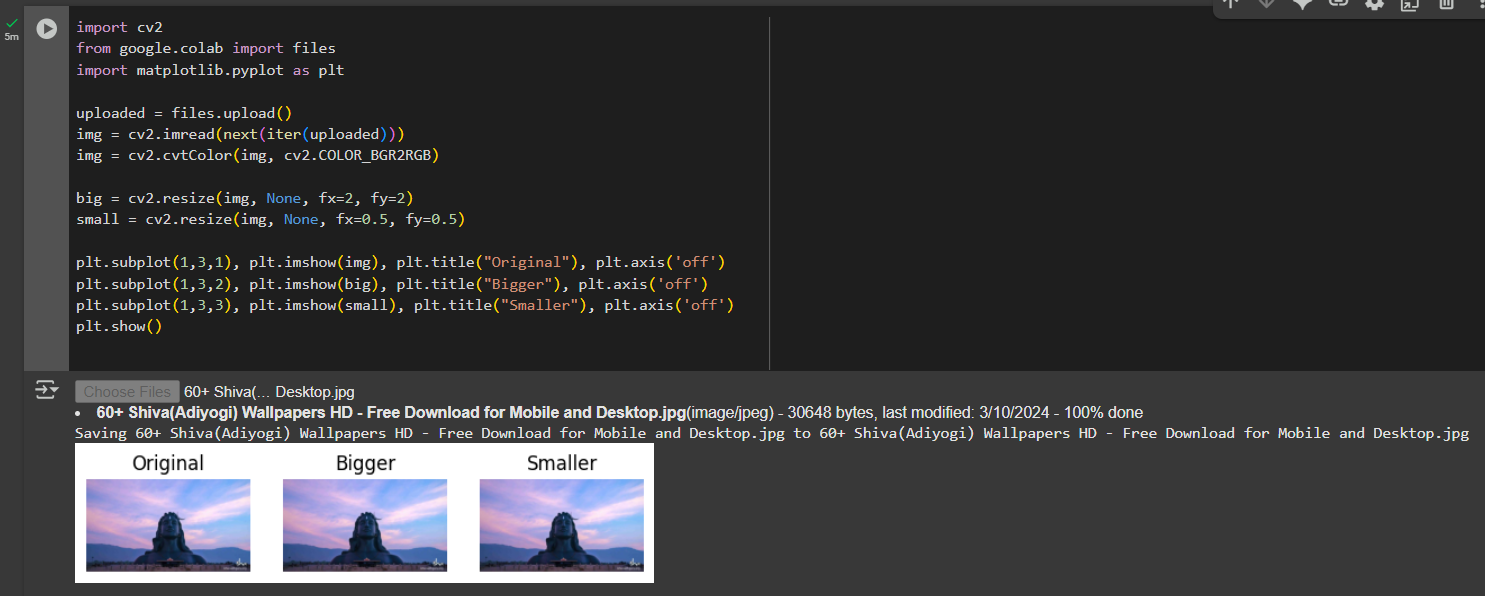 5m
import cv2
from google.colab import files
import matplotlib.pyplot as plt
uploaded = files.upload()
img = cv2.imread(next(iter(uploaded)))
img = cv2.cvtColor(img, cv2.COLOR_BGR2RGB)
big = cv2.resize(img, None, fx=2, fy=2)
small = cv2.resize(img, None, fx=0.5, fy=0.5)
plt.subplot(1,3,1), plt.imshow(img), plt.title("Original"), plt.axis('off')
plt.subplot(1,3,2), plt.imshow(big), plt.title("Bigger"), plt.axis('off')
plt.subplot(1,3,3), plt.imshow(small), plt.title("Smaller"), plt.axis('off')
plt.show()
Choose Files 60+ Shiva(... Desktop.jpg
• 60+ Shiva(Adiyogi) Wallpapers HD - Free Download for Mobile and Desktop.jpg(image/jpeg) - 30648 bytes, last modified: 3/10/2024 - 100% done
Saving 60+ Shiva(Adiyogi) Wallpapers HD - Free Download for Mobile and Desktop.jpg to 60+ Shiva(Adiyogi) Wallpapers HD - Free Download for Mobile and Desktop.jpg
Original Bigger Smaller